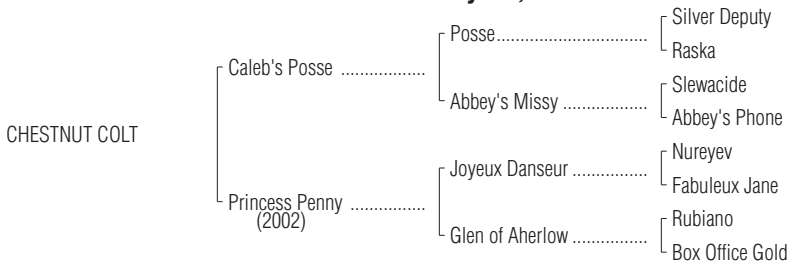 Silver Deputy
Posse
Raska
Caleb's Posse
Slewacide
Abbey's Missy
Abbey's Phone
CHESTNUT COLT
Nureyev
Joyeux Danseur
Fabuleux Jane
Princess Penny
(2002)
Rubiano
Glen of Aherlow
Box Office Gold